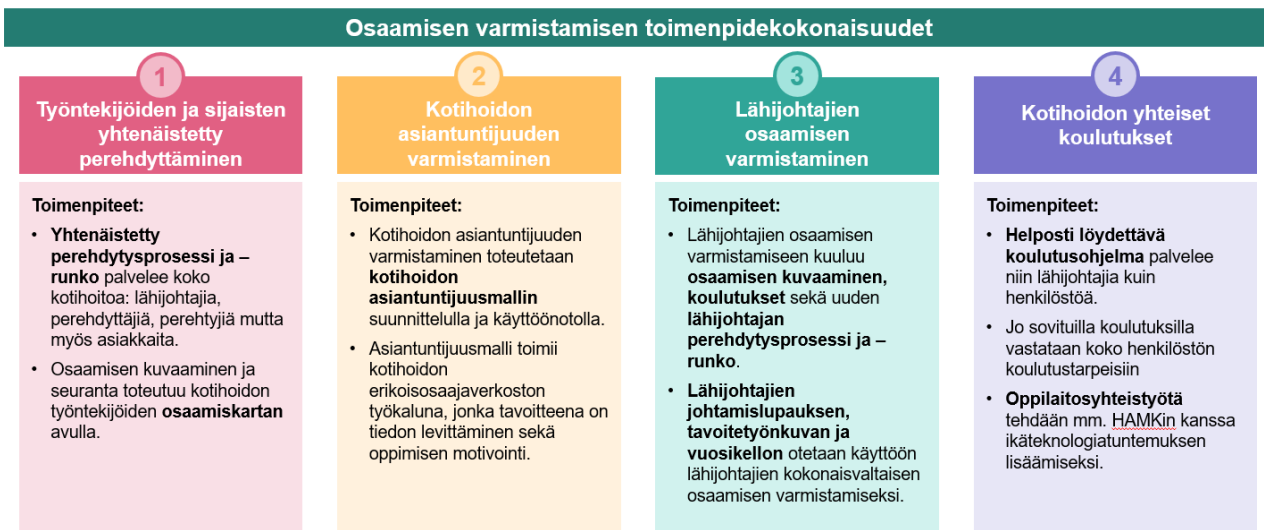 Osaamisen varmistamisen toimenpidekokonaisuudet
1
Työntekijöiden ja sijaisten
yhtenäistetty
perehdyttäminen
Toimenpiteet:
• Yhtenäistetty
perehdytysprosessi ja –
runko palvelee koko
kotihoitoa: lähijohtajia,
perehdyttäjiä, perehtyjiä mutta
myös asiakkaita.
• Osaamisen kuvaaminen ja
seuranta toteutuu kotihoidon
työntekijöiden osaamiskartan
avulla.
2
Kotihoidon
asiantuntijuuden
varmistaminen
Toimenpiteet:
• Kotihoidon asiantuntijuuden
varmistaminen toteutetaan
kotihoidon
asiantuntijuusmallin
suunnittelulla ja käyttöönotolla.
• Asiantuntijuusmalli toimii
kotihoidon
erikoisosaajaverkoston
työkaluna, jonka tavoitteena on
tiedon levittäminen sekä
oppimisen motivointi.
3
Lähijohtajien
osaamisen
varmistaminen
Toimenpiteet:
• Lähijohtajien osaamisen
varmistamiseen kuuluu
osaamisen kuvaaminen,
koulutukset sekä uuden
lähijohtajan
perehdytysprosessi ja –
runko.
• Lähijohtajien
johtamislupauksen,
tavoitetyönkuvan ja
vuosikellon otetaan käyttöön
lähijohtajien kokonaisvaltaisen
osaamisen varmistamiseksi.
4
Kotihoidon yhteiset
koulutukset
Toimenpiteet:
• Helposti löydettävä
koulutusohjelma palvelee
niin lähijohtajia kuin
henkilöstöä.
• Jo sovituilla koulutuksilla
vastataan koko henkilöstön
koulutustarpeisiin
• Oppilaitosyhteistyötä
tehdään mm. HAMKin kanssa
ikäteknologiatuntemuksen
lisäämiseksi.